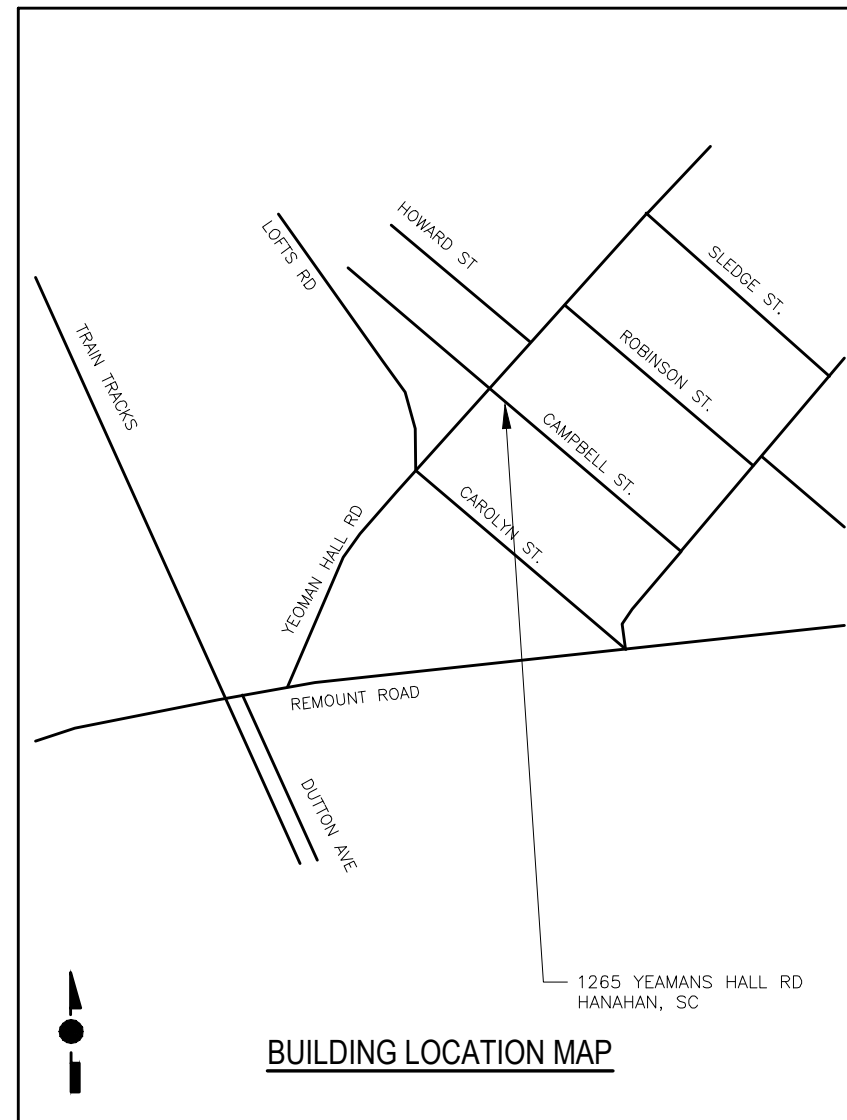 HOWARD ST
LOFTS RD
SLEDGE ST.
TRAIN TRACKS
ROBINSON ST.
CAMPBELL ST.
CAROLYN ST.
YEOMAN HALL RD
REMOUNT ROAD
DUTTON AVE
1265 YEAMANS HALL RD
HANAHAN, SC
BUILDING LOCATION MAP